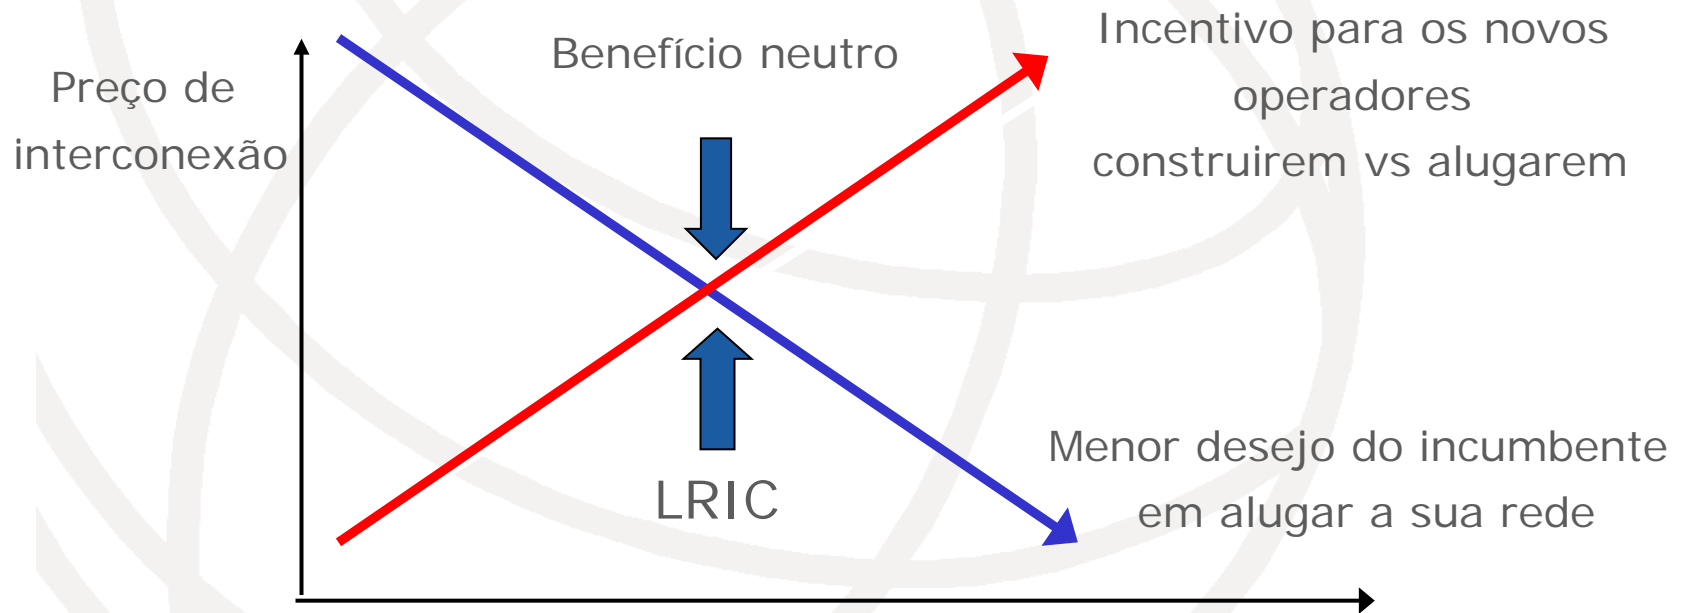 Preço de
interconexão
Benefício neutro
Incentivo para os novos
operadores
construirem vs alugarem
LRIC
Menor desejo do incumbente
em alugar a sua rede